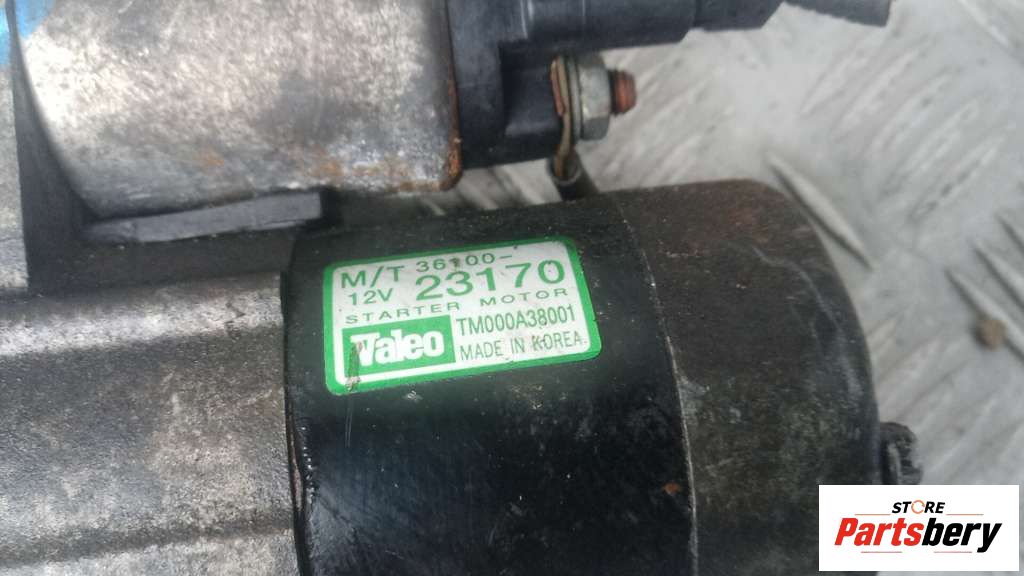 M/T 36100-
12V 23170
STARTER MOTOR
Valeo TM000A38001
MADE IN KOREA
STORE
Partsbery